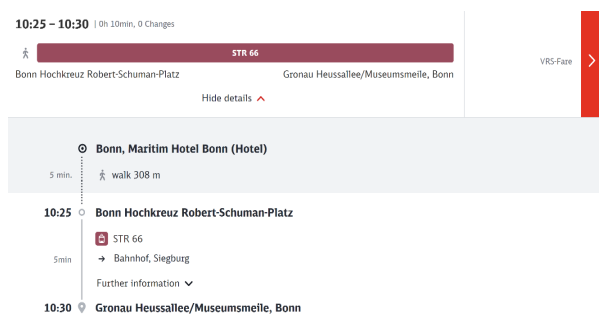 10:25 – 10:30 | 0h 10min, 0 Changes
STR 66
Bonn Hochkreuz Robert-Schuman-Platz Gronau Heussallee/Museumsmeile, Bonn
VRS-Fare
Hide details
Bonn, Maritim Hotel Bonn (Hotel)
5 min. walk 308 m
10:25 Bonn Hochkreuz Robert-Schuman-Platz
STR 66
5min → Bahnhof, Siegburg
Further information
10:30 Gronau Heussallee/Museumsmeile, Bonn